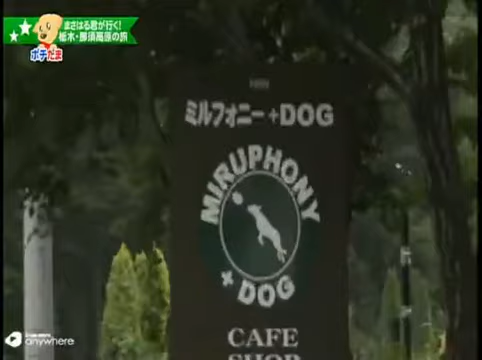 まさはる君が行く!
栃木・那須高原の旅
ポチたま
ミルフォニー+DOG
MIRUPHONY
+ DOG
CAFE
SHOP
anywhere